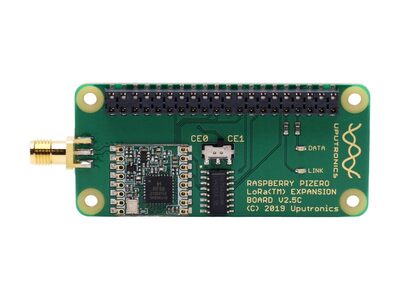 CE0 CE1
DATA
LINK
UPUTRONICS
RASPBERRY PIZERO
LoRa(TM) EXPANSION
BOARD V2.5C
(C) 2019 Uputronics